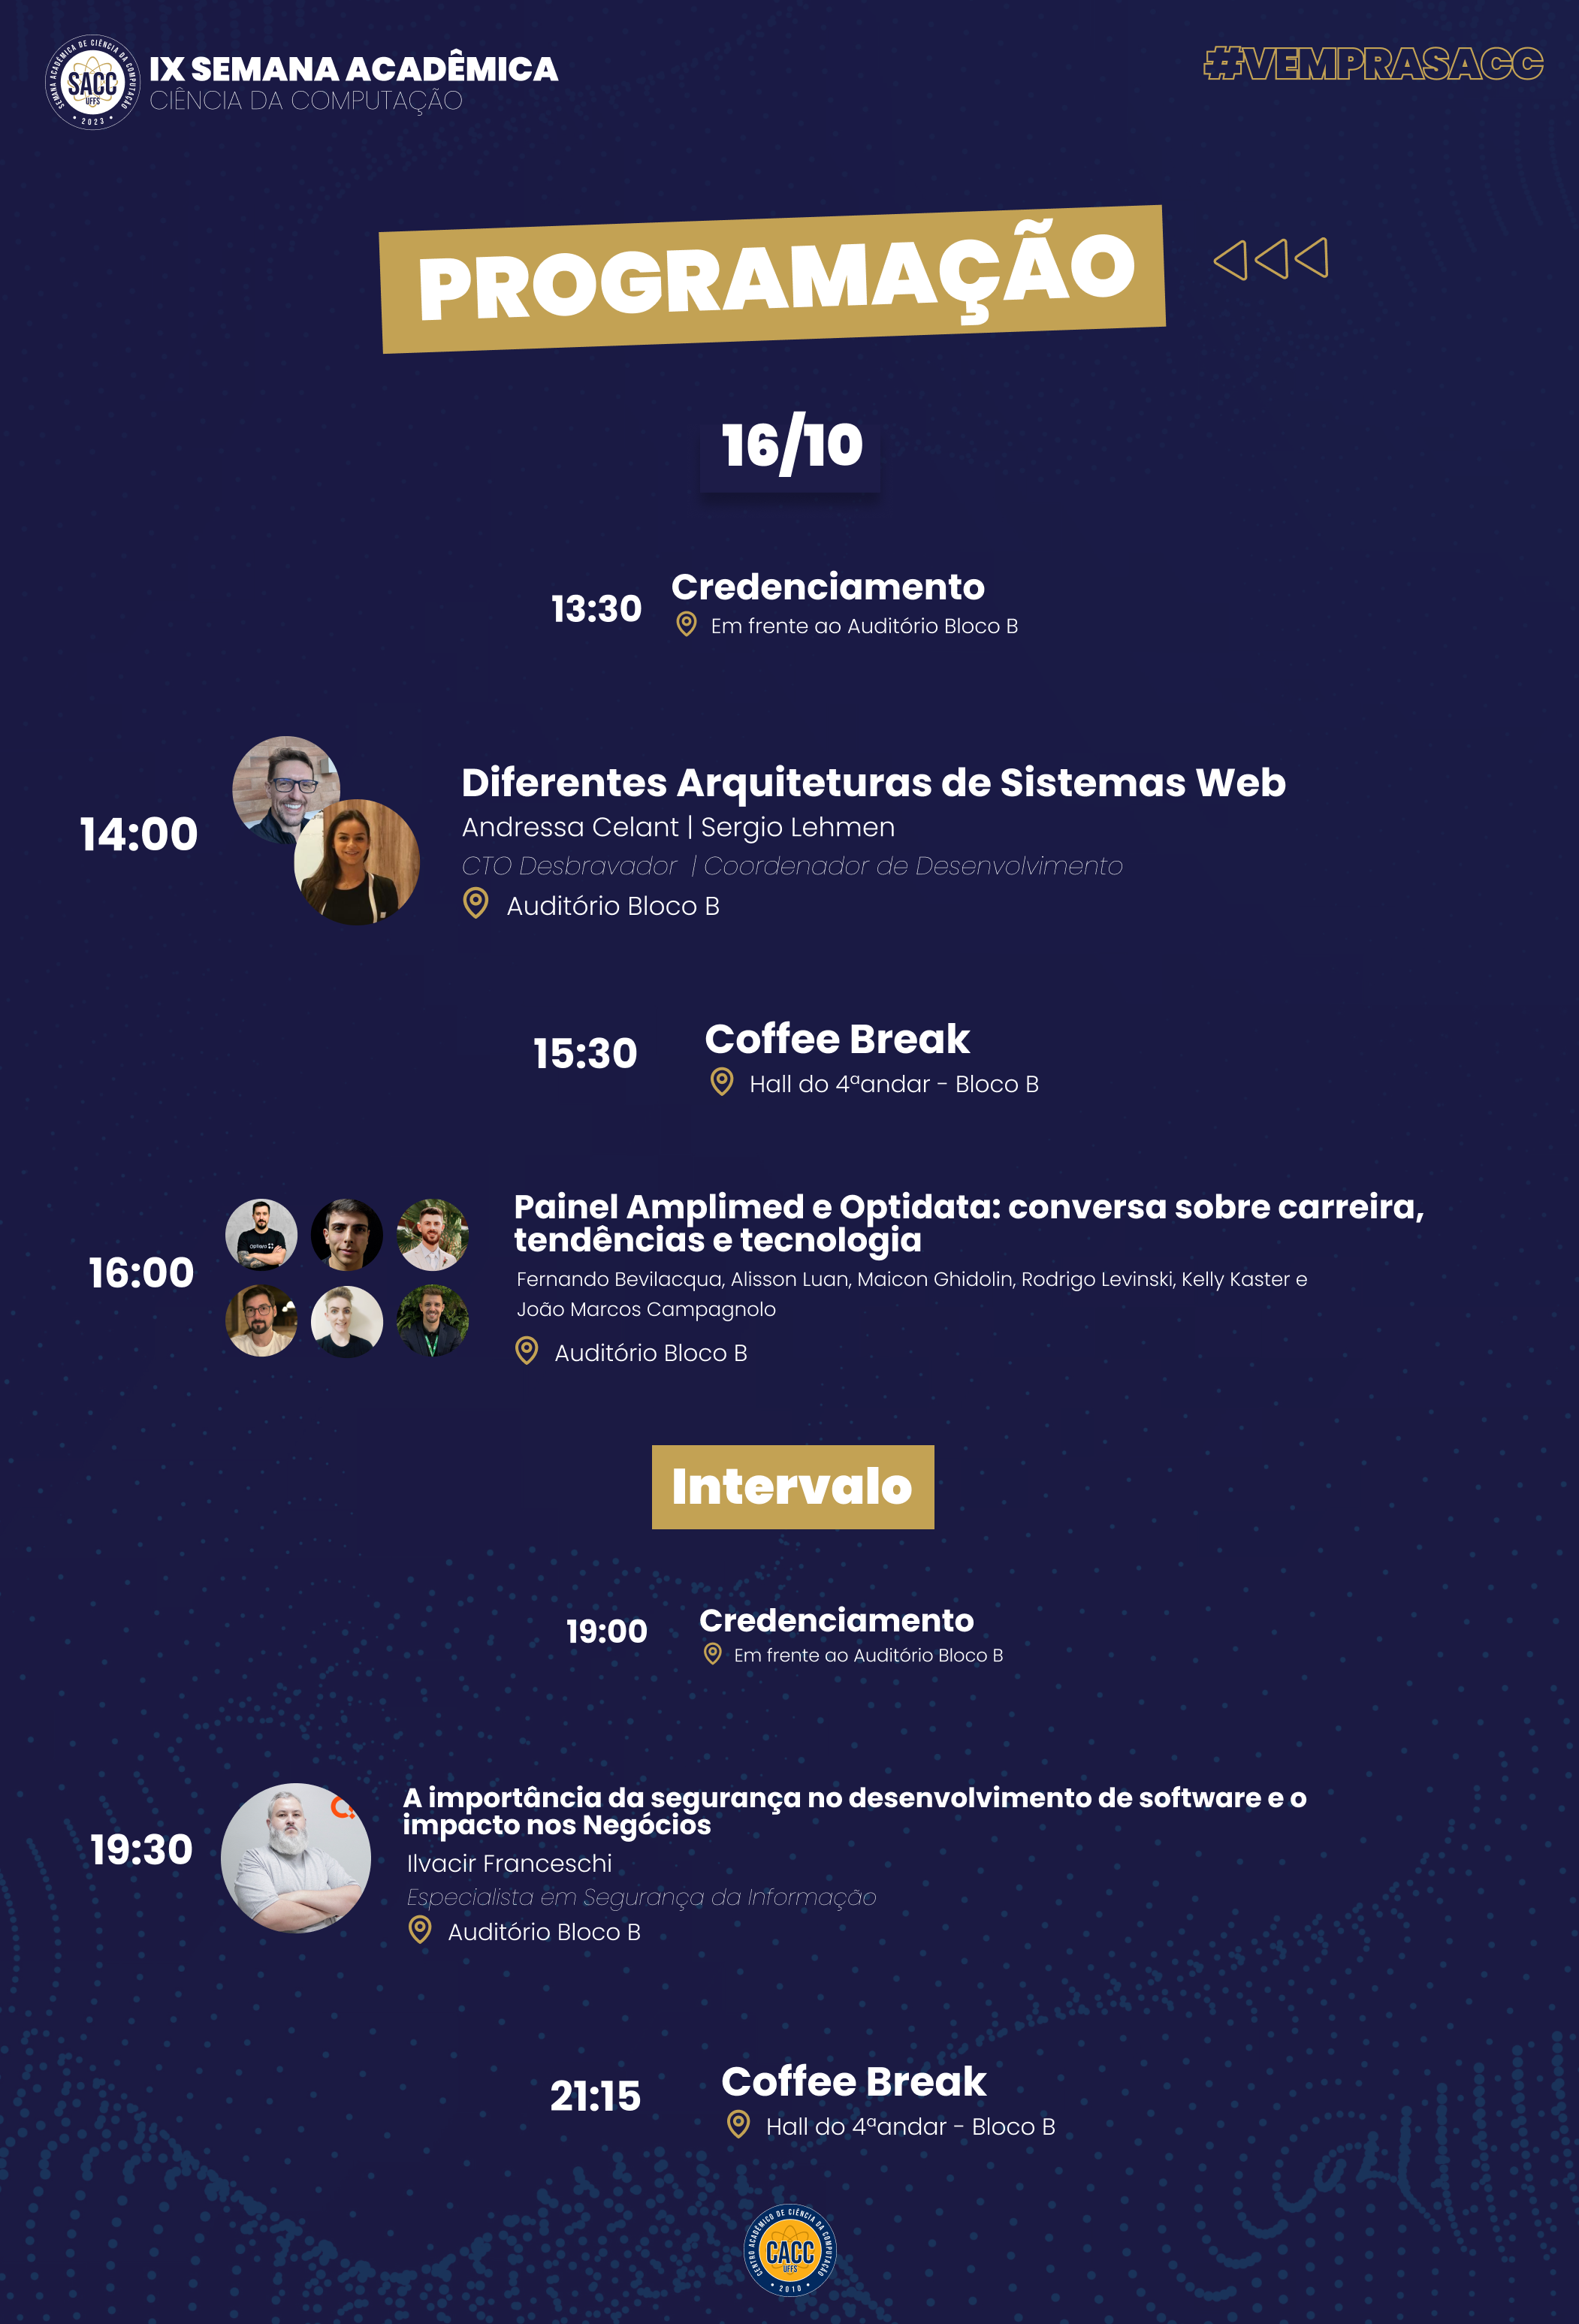 SEMANA ACADÊMICA DE CIÊNCIA DA COMPUTAÇÃO
SACC
UFFS
• 2023 •
IX SEMANA ACADÊMICA
CIÊNCIA DA COMPUTAÇÃO
#VEMPRASACC
PROGRAMAÇÃO
16/10
13:30
Credenciamento
Em frente ao Auditório Bloco B
14:00
Diferentes Arquiteturas de Sistemas Web
Andressa Celant | Sergio Lehmen
CTO Desbravador | Coordenador de Desenvolvimento
Auditório Bloco B
15:30
Coffee Break
Hall do 4ªandar - Bloco B
16:00
Painel Amplimed e Optidata: conversa sobre carreira,
tendências e tecnologia
Fernando Bevilacqua, Alisson Luan, Maicon Ghidolin, Rodrigo Levinski, Kelly Kaster e
João Marcos Campagnolo
Auditório Bloco B
Intervalo
19:00
Credenciamento
Em frente ao Auditório Bloco B
19:30
A importância da segurança no desenvolvimento de software e o
impacto nos Negócios
Ilvacir Franceschi
Especialista em Segurança da Informação
Auditório Bloco B
21:15
Coffee Break
Hall do 4ªandar - Bloco B
CENTRO ACADÊMICO DE CIÊNCIA DA COMPUTAÇÃO
CACC
UFFS
• 2010 •